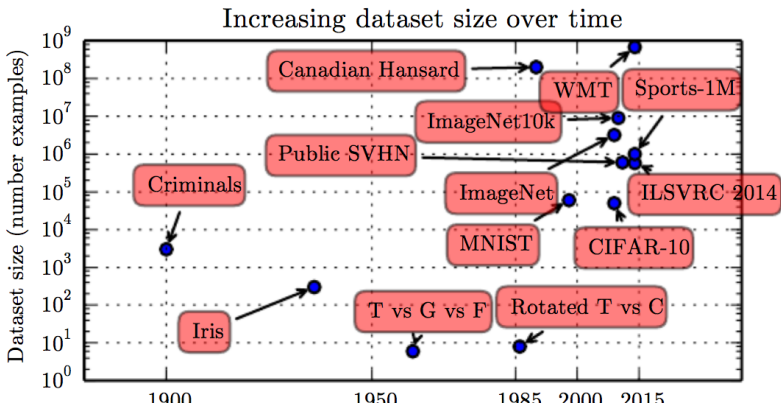 Increasing dataset size over time
Dataset size (number examples)
10^9
10^8
10^7
10^6
10^5
10^4
10^3
10^2
10^1
10^0
Canadian Hansard
WMT
Sports-1M
ImageNet10k
Public SVHN
Criminals
ImageNet
ILSVRC 2014
MNIST
CIFAR-10
Iris
T vs G vs F
Rotated T vs C
1900
1950
1985
2000
2015